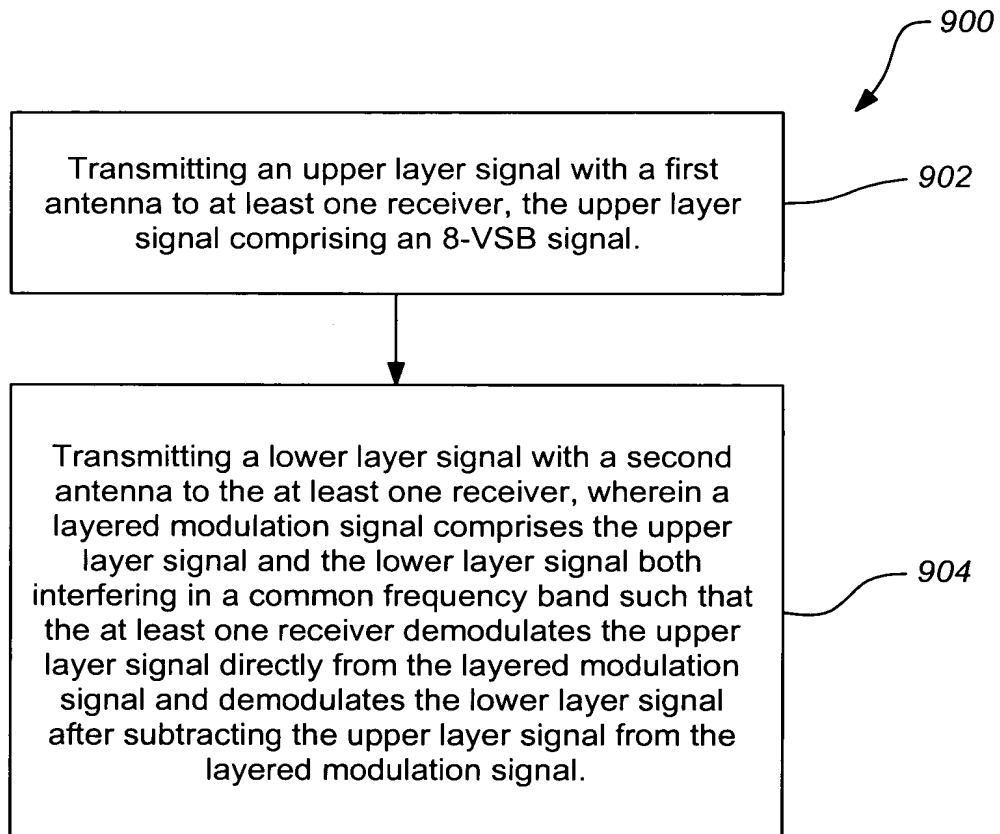 900
Transmitting an upper layer signal with a first
antenna to at least one receiver, the upper layer
signal comprising an 8-VSB signal.
902
Transmitting a lower layer signal with a second
antenna to the at least one receiver, wherein a
layered modulation signal comprises the upper
layer signal and the lower layer signal both
interfering in a common frequency band such that
the at least one receiver demodulates the upper
layer signal directly from the layered modulation
signal and demodulates the lower layer signal
after subtracting the upper layer signal from the
layered modulation signal.
904